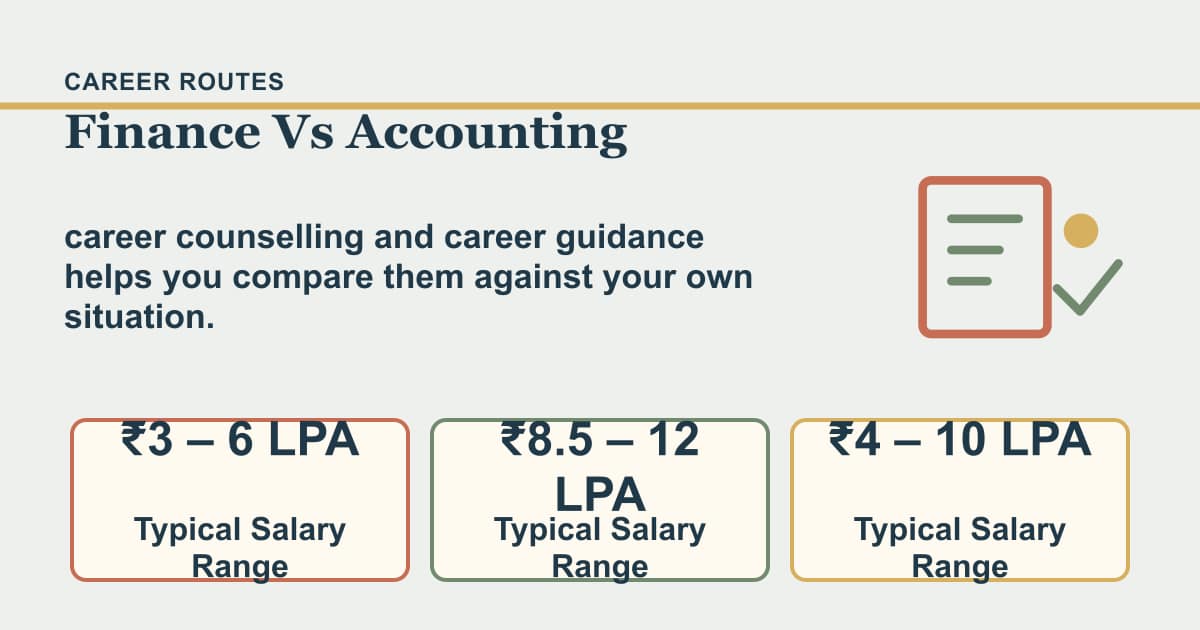 CAREER ROUTES
Finance Vs Accounting
career counselling and career guidance
helps you compare them against your own
situation.
₹3 – 6 LPA
Typical Salary
Range
₹8.5 – 12
LPA
Typical Salary
Range
₹4 – 10 LPA
Typical Salary
Range